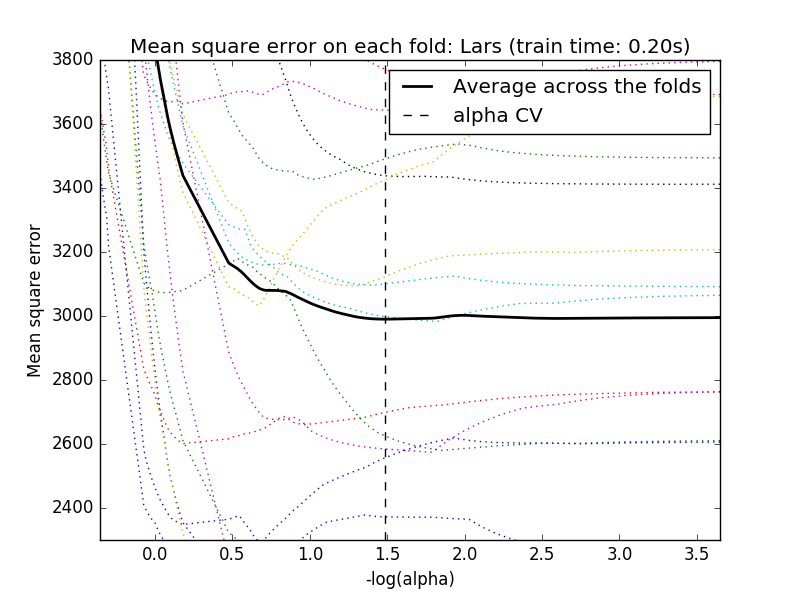 Mean square error on each fold: Lars (train time: 0.20s)
Average across the folds
alpha CV
Mean square error
3800
3600
3400
3200
3000
2800
2600
2400
0.0 0.5 1.0 1.5 2.0 2.5 3.0 3.5
-log(alpha)